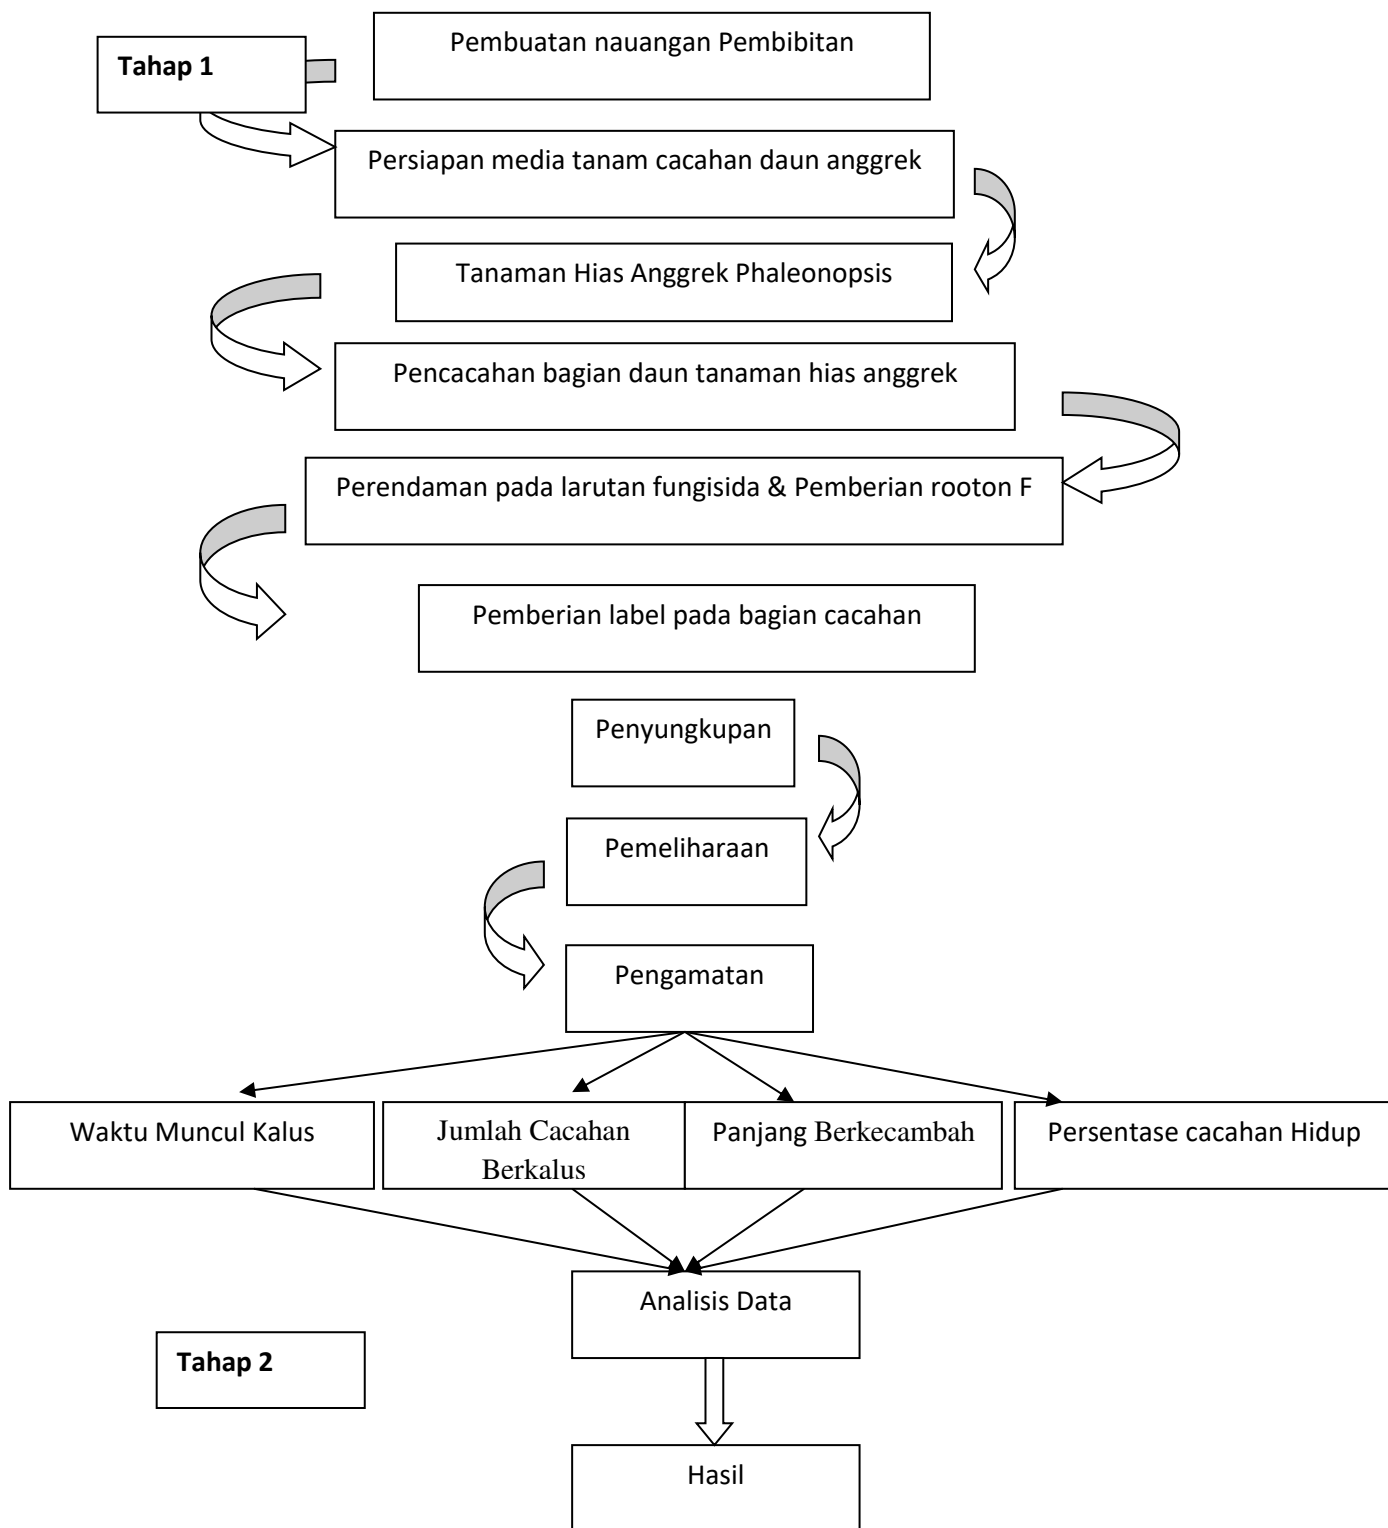 Pembuatan nauangan Pembibitan
Tahap 1
Persiapan media tanam cacahan daun anggrek
Tanaman Hias Anggrek Phaleonopsis
Pencacahan bagian daun tanaman hias anggrek
Perendaman pada larutan fungisida & Pemberian rooton F
Pemberian label pada bagian cacahan
Penyungkupan
Pemeliharaan
Pengamatan
Waktu Muncul Kalus
Jumlah Cacahan
Berkalus
Panjang Berkecambah
Persentase cacahan Hidup
Analisis Data
Tahap 2
Hasil